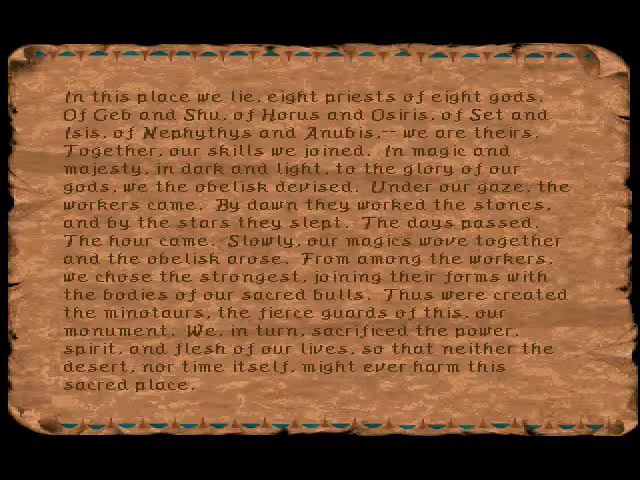 In this place we lie, eight priests of eight gods.
Of Geb and Shu, of Horus and Osiris, of Set and
Isis, of Nephythys and Anubis,-- we are theirs.
Together, our skills we joined. In magic and
majesty, in dark and light, to the glory of our
gods, we the obelisk devised. Under our gaze, the
workers came. By dawn they worked the stones,
and by the stars they slept. The days passed.
The hour came. Slowly, our magics wove together
and the obelisk arose. From among the workers,
we chose the strongest, joining their forms with
the bodies of our sacred bulls. Thus were created
the minotaurs, the fierce guards of this, our
monument. We, in turn, sacrificed the power,
spirit, and flesh of our lives, so that neither the
desert, nor time itself, might ever harm this
sacred place.